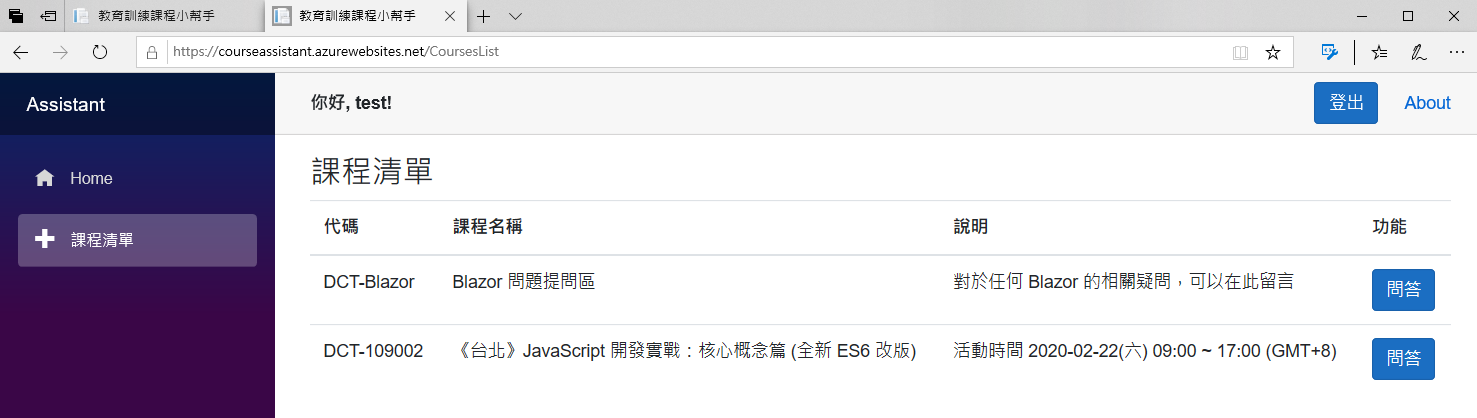 教育訓練課程小幫手 教育訓練課程小幫手
https://courseassistant.azurewebsites.net/CoursesList
Assistant 你好, test! 登出 About
Home
課程清單
課程清單
代碼 課程名稱 說明 功能
DCT-Blazor Blazor 問題提問區 對於任何 Blazor 的相關疑問，可以在此留言 問答
DCT-109002 《台北》JavaScript 開發實戰：核心概念篇 (全新 ES6 改版) 活動時間 2020-02-22(六) 09:00 ~ 17:00 (GMT+8) 問答